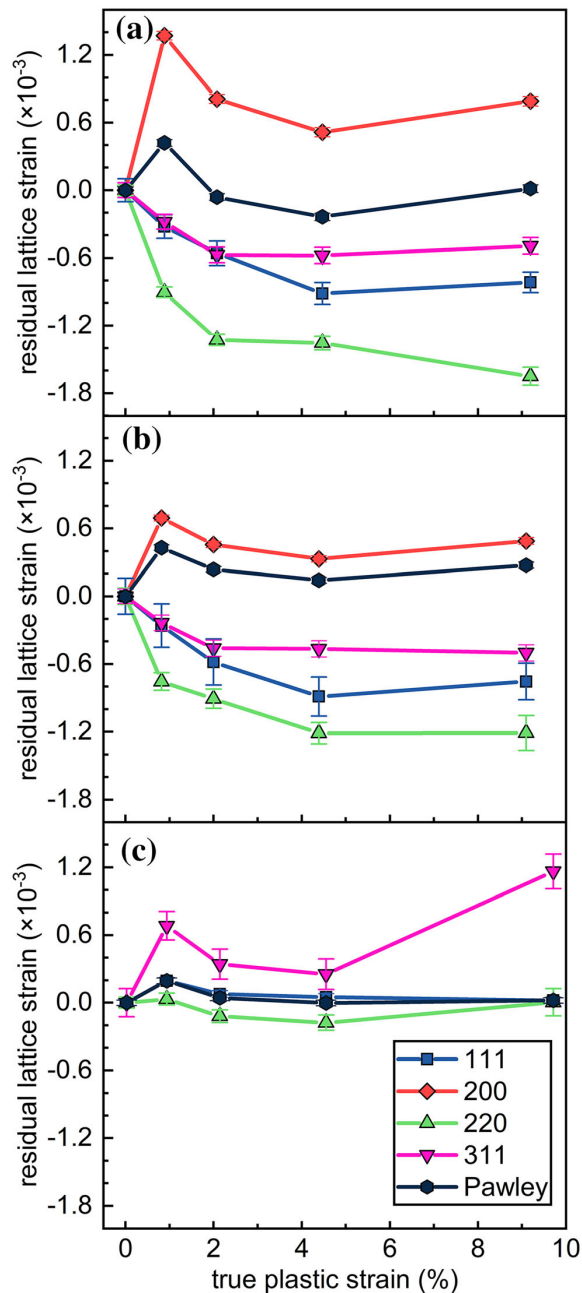 (a)
1.2
0.6
0.0
-0.6
-1.2
-1.8
residual lattice strain (×10⁻³)
(b)
1.2
0.6
0.0
-0.6
-1.2
-1.8
residual lattice strain (×10⁻³)
(c)
1.2
0.6
0.0
-0.6
-1.2
-1.8
residual lattice strain (×10⁻³)
111
200
220
311
Pawley
0 2 4 6 8 10
true plastic strain (%)